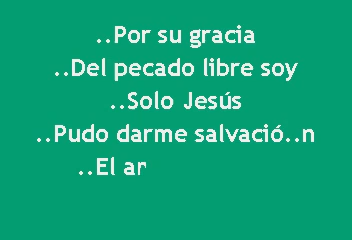 ..Por su gracia
..Del pecado libre soy
..Solo Jesús
..Pudo darme salvació..n
..El ar